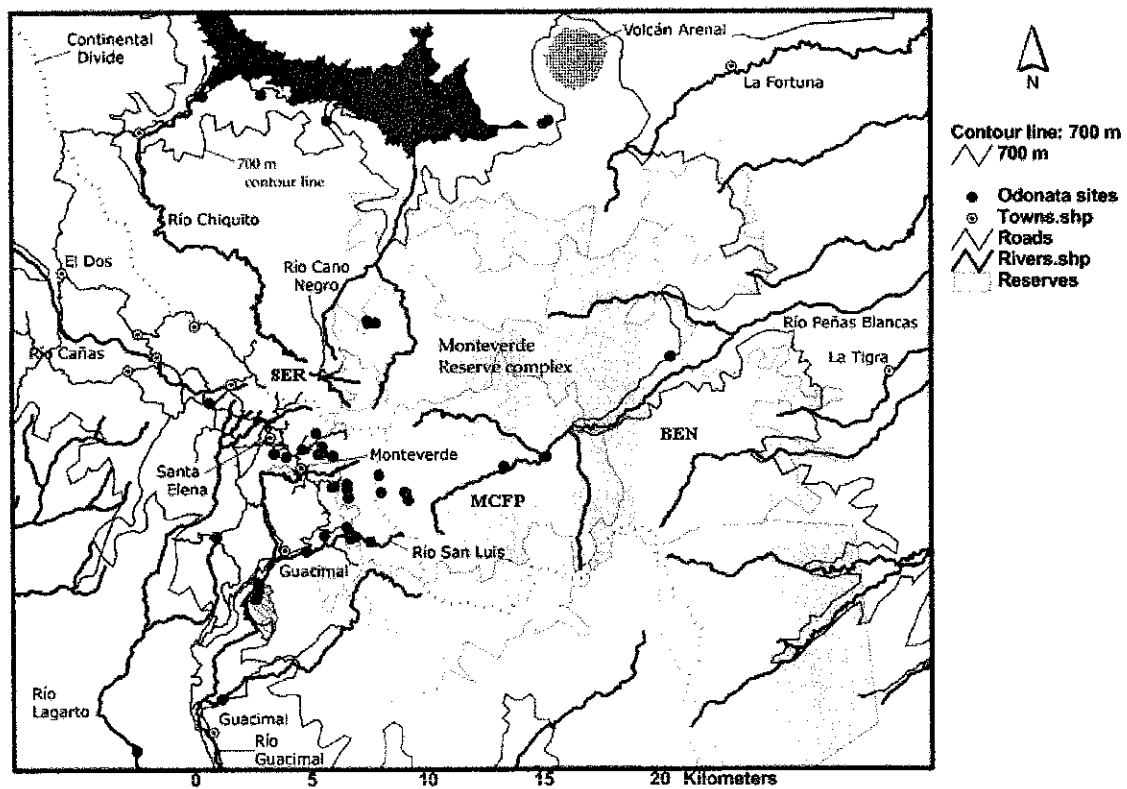 Continental
Divide
Volcán Arenal
La Fortuna
N
Contour line: 700 m
700 m
Odonata sites
Towns.shp
Roads
Rivers.shp
Reserves
700 m
contour line
Río Chiquito
El Dos
Río Cano
Negro
Río Peñas Blancas
Río Cañas
Monteverde
Reserve complex
La Tigra
SER
BEN
Monteverde
Santa
Elena
MCFP
Río San Luis
Guacimal
Río
Lagarto
Guacimal
Río
Guacimal
0 5 10 15 20 Kilometers